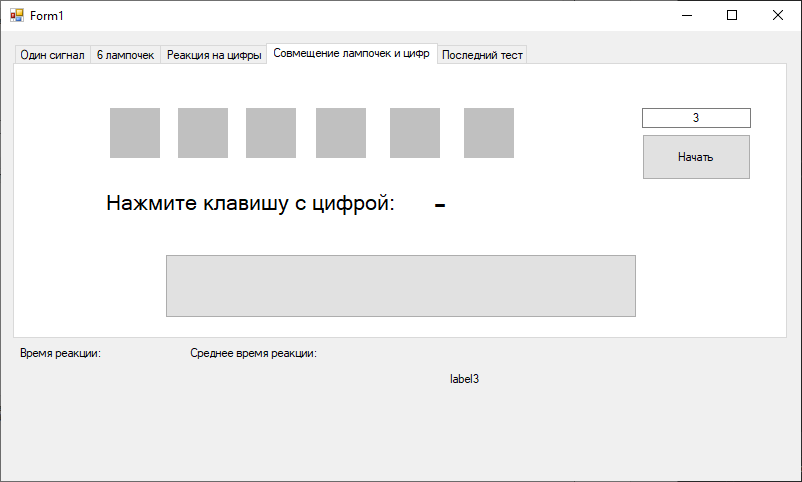 Form1
Один сигнал
6 лампочек
Реакция на цифры
Совмещение лампочек и цифр
Последний тест
3
Начать
Нажмите клавишу с цифрой: -
Время реакции:
Среднее время реакции:
label3